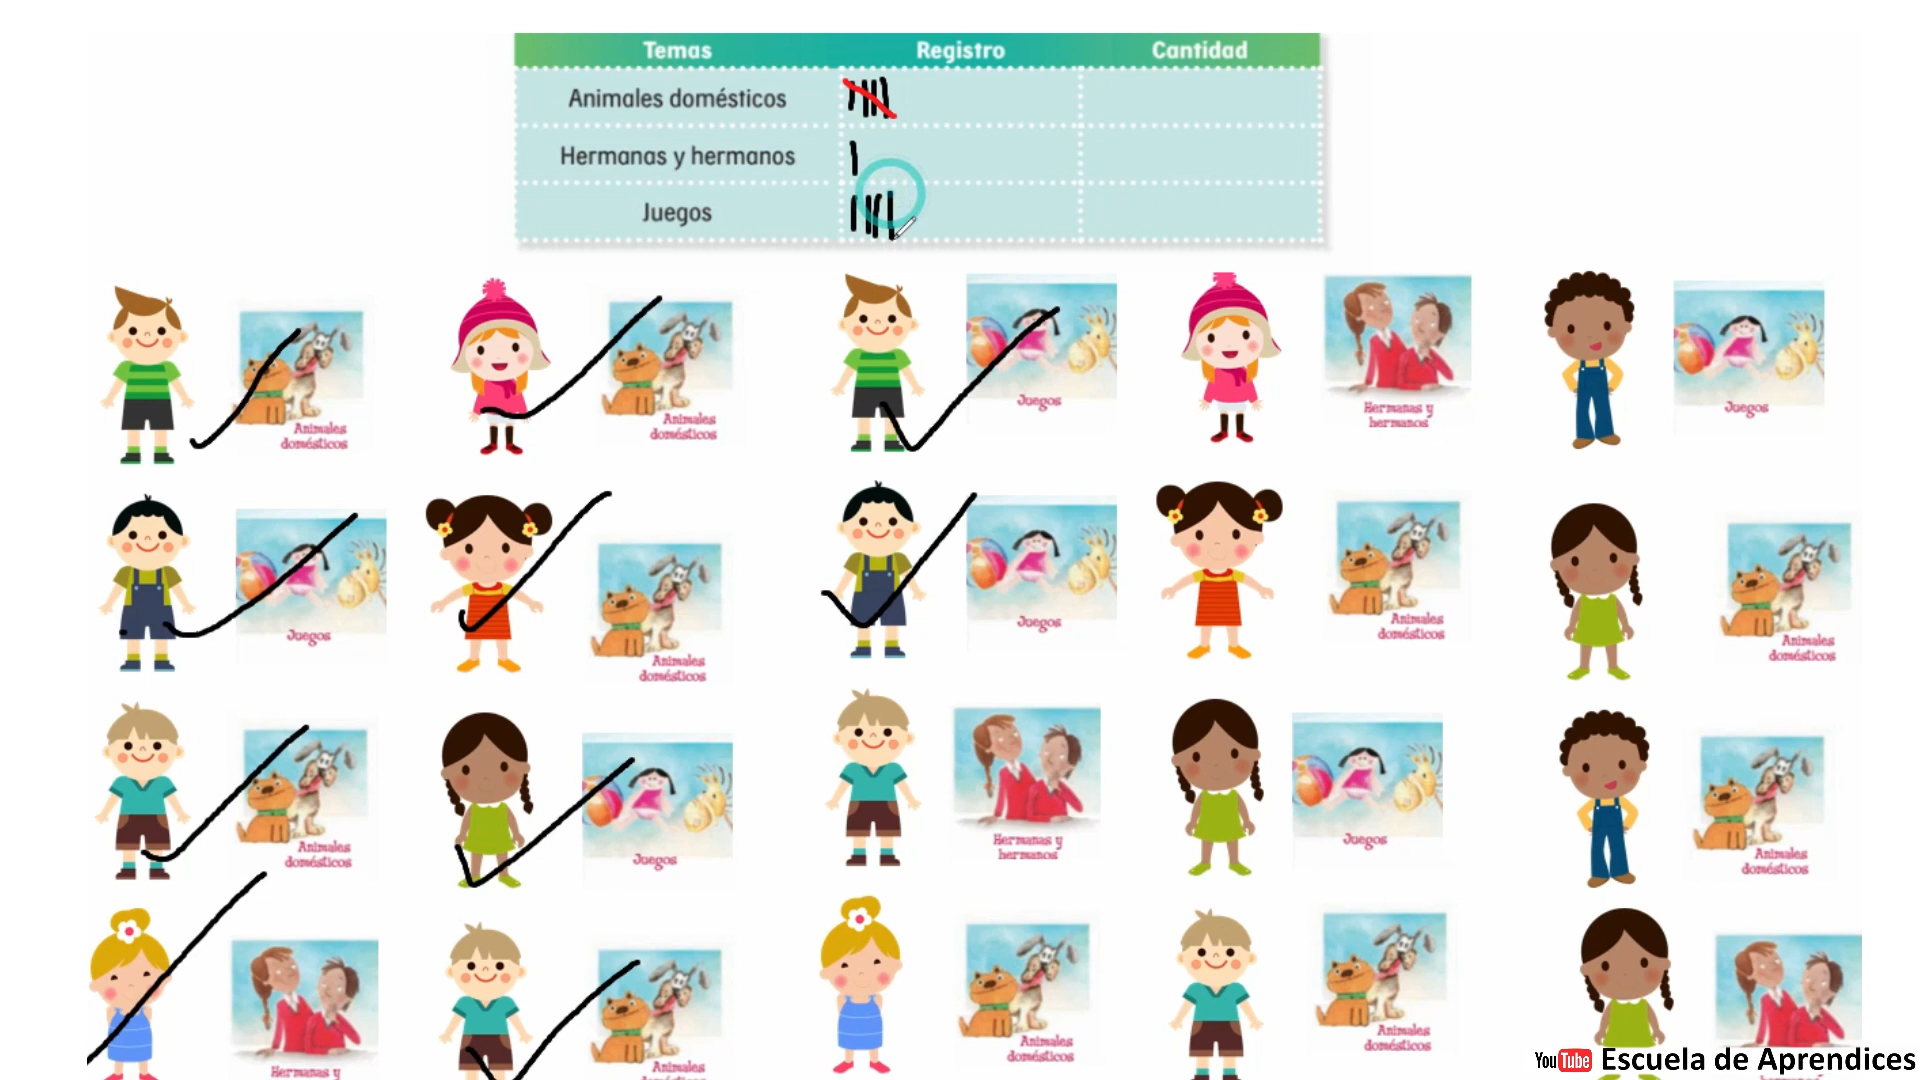 Temas Registro Cantidad
Animales domésticos
Hermanas y hermanos
Juegos
Animales
domésticos
Animales
domésticos
Juegos
Hermanas y
hermanos
Juegos
Juegos
Animales
domésticos
Juegos
Animales
domésticos
Animales
domésticos
Animales
domésticos
Juegos
Hermanas y
hermanos
Juegos
Animales
domésticos
Hermanas y
Animales
domésticos
Animales
domésticos
Animales
domésticos
YouTube Escuela de Aprendices